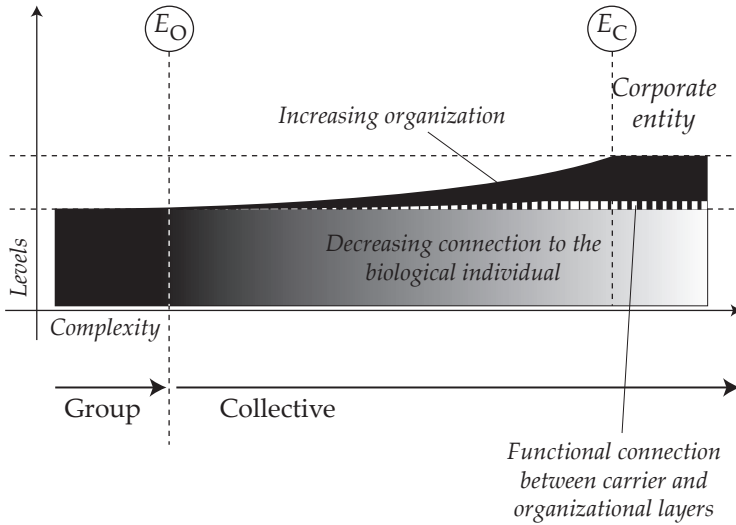 E_O
E_C
Corporate
entity
Increasing organization
Decreasing connection to the
biological individual
Levels
Complexity
Group
Collective
Functional connection
between carrier and
organizational layers